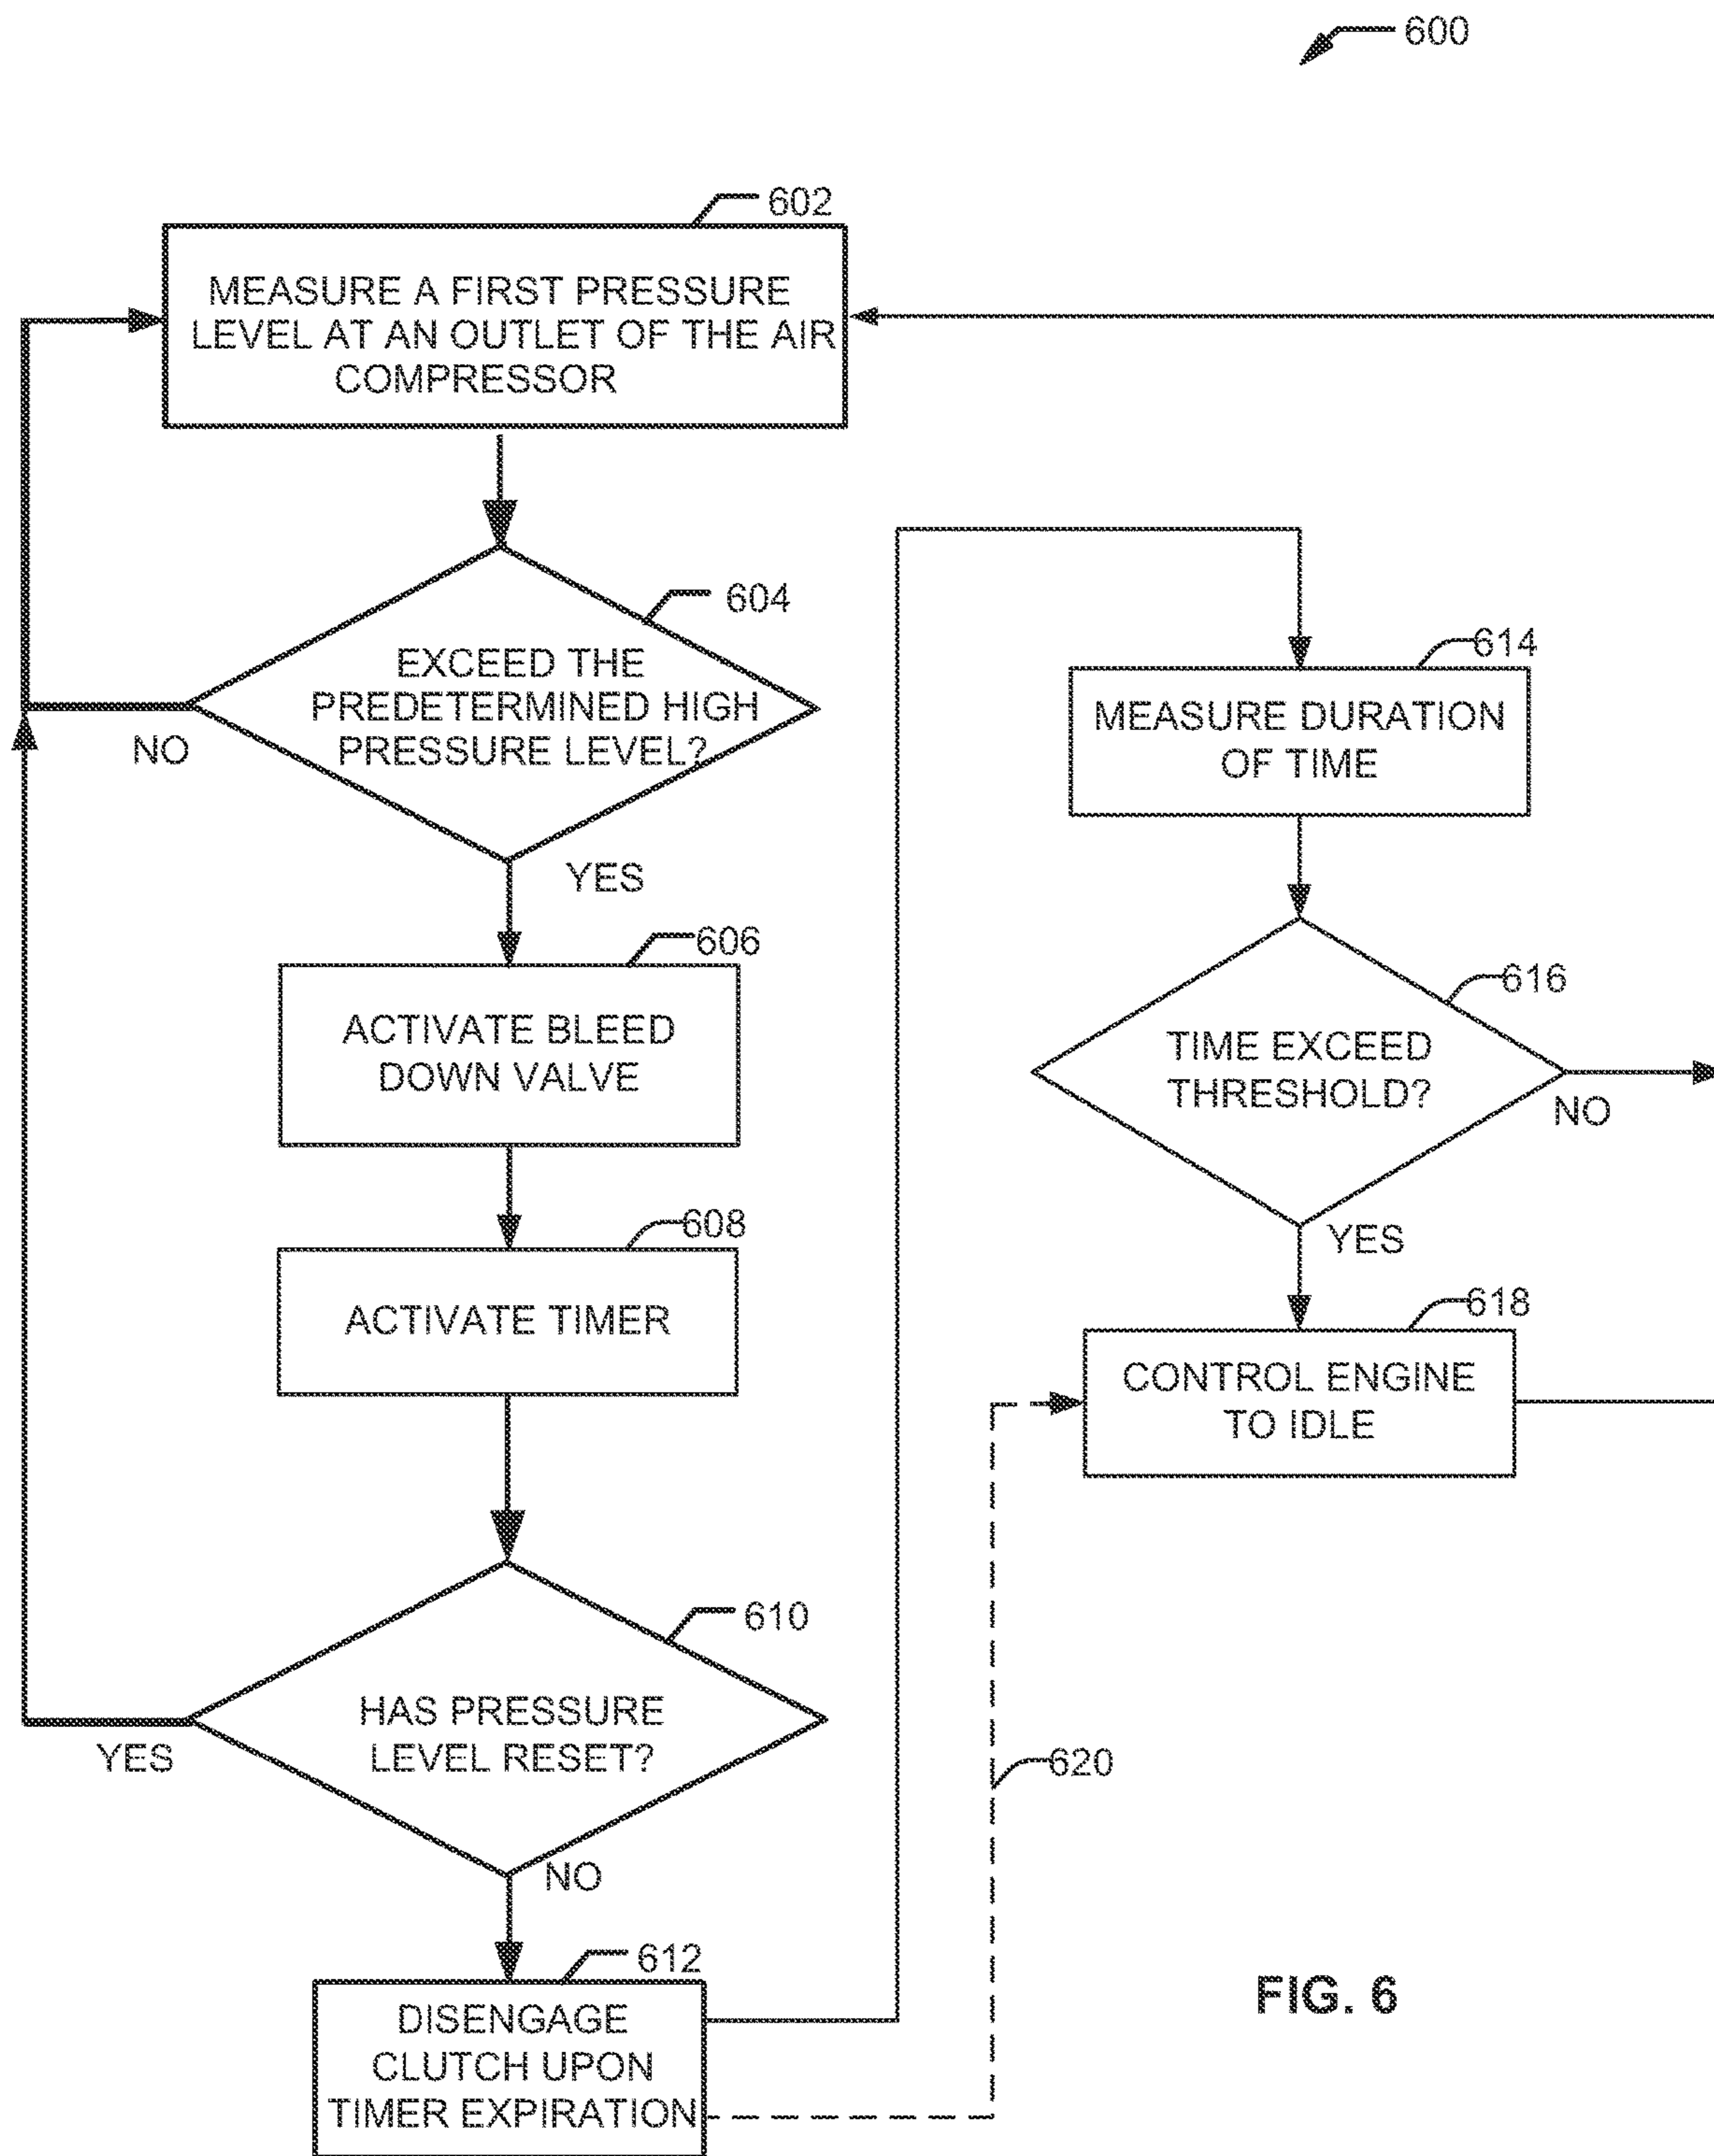 600
602
MEASURE A FIRST PRESSURE
LEVEL AT AN OUTLET OF THE AIR
COMPRESSOR
604
EXCEED THE
PREDETERMINED HIGH
PRESSURE LEVEL?
NO
YES
606
ACTIVATE BLEED
DOWN VALVE
608
ACTIVATE TIMER
610
HAS PRESSURE
LEVEL RESET?
YES
NO
612
DISENGAGE
CLUTCH UPON
TIMER EXPIRATION
614
MEASURE DURATION
OF TIME
616
TIME EXCEED
THRESHOLD?
NO
YES
618
CONTROL ENGINE
TO IDLE
620
FIG. 6